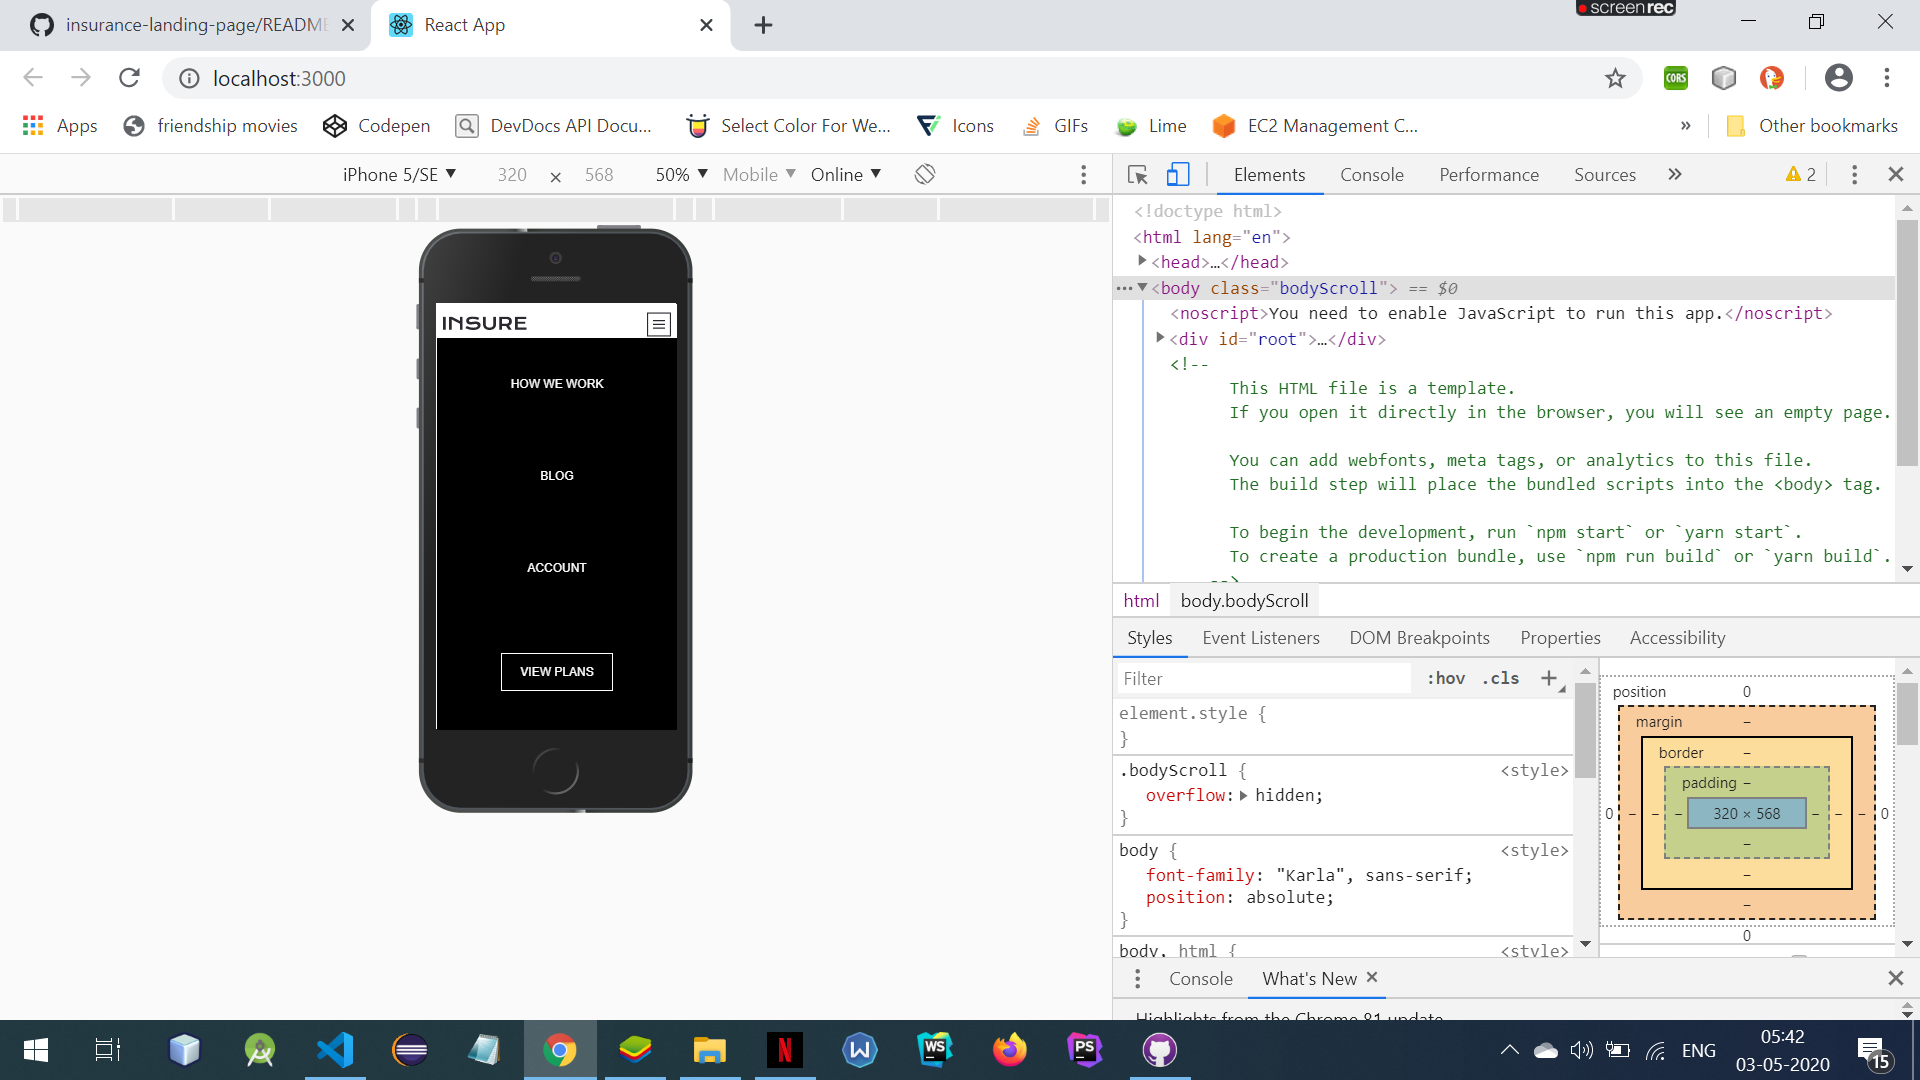 screenrec
insurance-landing-page/README
React App
localhost:3000
CORS
Apps
friendship movies
Codepen
DevDocs API Docu...
Select Color For We...
Icons
GIFs
Lime
EC2 Management C...
»
Other bookmarks
iPhone 5/SE 320 × 568 50% Mobile Online
Elements Console Performance Sources » 2
<!doctype html>
<html lang="en">
<head>…</head>
<body class="bodyScroll"> == $0
<noscript>You need to enable JavaScript to run this app.</noscript>
<div id="root">…</div>
<!--
This HTML file is a template.
If you open it directly in the browser, you will see an empty page.
You can add webfonts, meta tags, or analytics to this file.
The build step will place the bundled scripts into the <body> tag.
To begin the development, run `npm start` or `yarn start`.
To create a production bundle, use `npm run build` or `yarn build`.
-->
INSURE
HOW WE WORK
BLOG
ACCOUNT
VIEW PLANS
html body.bodyScroll
Styles Event Listeners DOM Breakpoints Properties Accessibility
Filter :hov .cls +
element.style {
}
.bodyScroll { <style>
overflow: hidden;
}
body { <style>
font-family: "Karla", sans-serif;
position: absolute;
}
body, html { <style>
position 0
margin –
border –
padding –
0 – – – 320 × 568 – – – 0
–
–
–
0
Console What's New
Highlights from the Chrome 81 update
N
W
WS
PS
ENG
05:42
03-05-2020
15